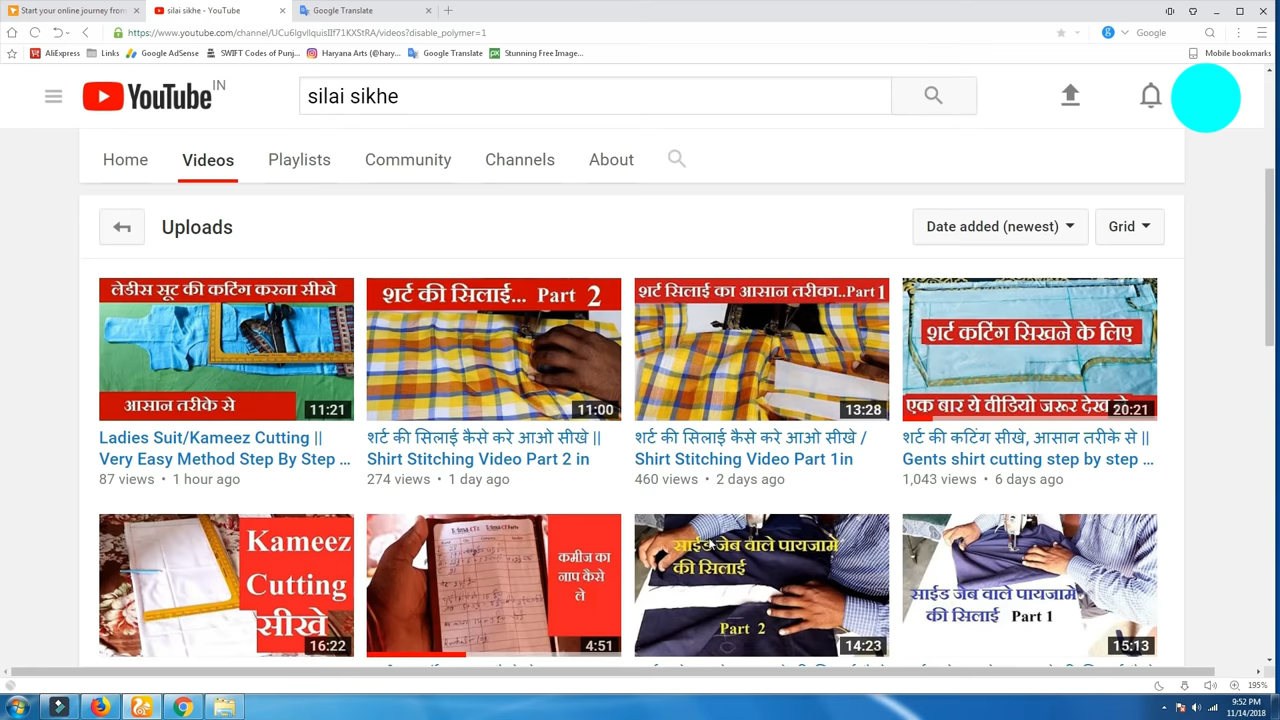 Start your online journey from
silai sikhe - YouTube
Google Translate
https://www.youtube.com/channel/UCu6lgvllquisIIf71KXStRA/videos?disable_polymer=1
Google
AliExpress
Links
Google AdSense
SWIFT Codes of Punj...
Haryana Arts (@hary...
Google Translate
Stunning Free Image...
Mobile bookmarks
YouTube IN
silai sikhe
Home
Videos
Playlists
Community
Channels
About
Uploads
Date added (newest)
Grid
लेडीस सूट की कटिंग करना सीखे
आसान तरीके से
11:21
शर्ट की सिलाई... Part 2
11:00
शर्ट सिलाई का आसान तरीका..Part 1
13:28
शर्ट कटिंग सिखने के लिए
एक बार ये वीडियो जरूर देख
20:21
Ladies Suit/Kameez Cutting ||
Very Easy Method Step By Step ...
87 views • 1 hour ago
शर्ट की सिलाई कैसे करे आओ सीखे ||
Shirt Stitching Video Part 2 in
274 views • 1 day ago
शर्ट की सिलाई कैसे करे आओ सीखे /
Shirt Stitching Video Part 1in
460 views • 2 days ago
शर्ट की कटिंग सीखे, आसान तरीके से ||
Gents shirt cutting step by step ...
1,043 views • 6 days ago
Kameez
Cutting
सीखे
16:22
कमीज का
नाप कैसे
ले
4:51
साईड जेब वाले पायजामे
की सिलाई
Part 2
14:23
साईड जेब वाले पायजामे
की सिलाई Part 1
15:13
195%
9:52 PM
11/14/2018